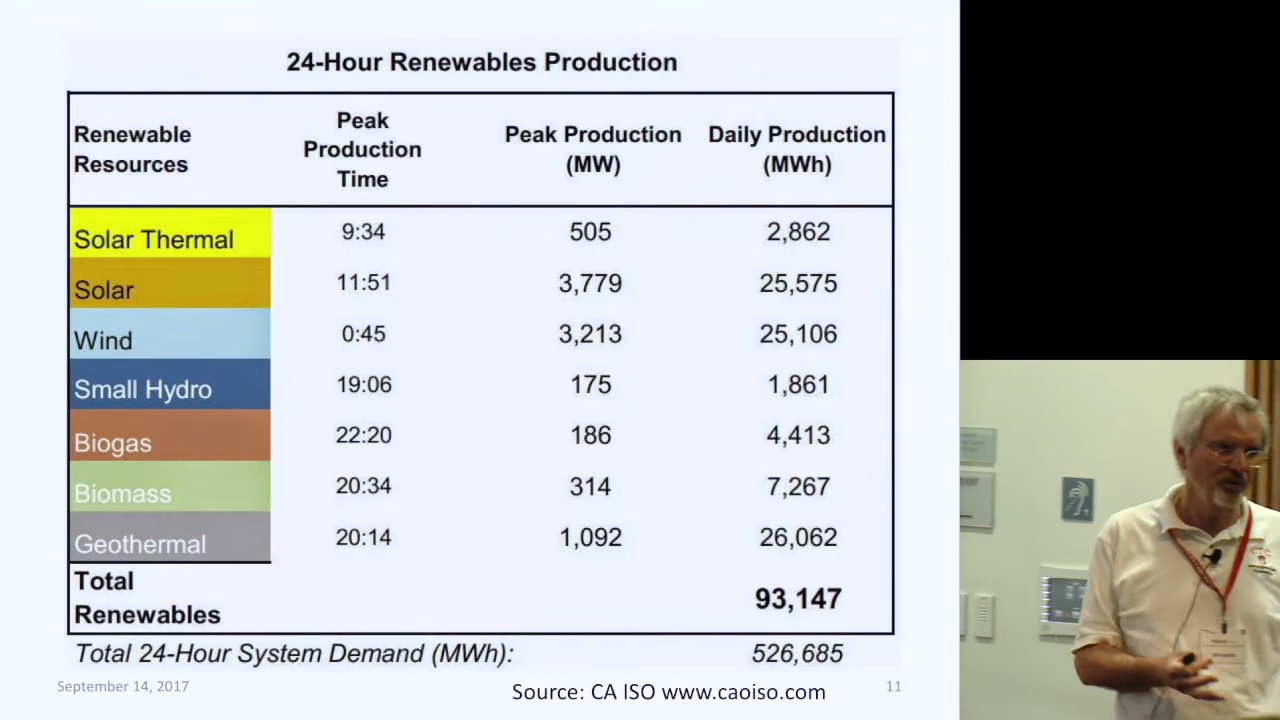 24-Hour Renewables Production
Renewable Resources
Peak Production Time
Peak Production (MW)
Daily Production (MWh)
Solar Thermal 9:34 505 2,862
Solar 11:51 3,779 25,575
Wind 0:45 3,213 25,106
Small Hydro 19:06 175 1,861
Biogas 22:20 186 4,413
Biomass 20:34 314 7,267
Geothermal 20:14 1,092 26,062
Total Renewables 93,147
Total 24-Hour System Demand (MWh): 526,685
September 14, 2017 Source: CA ISO www.caoiso.com 11